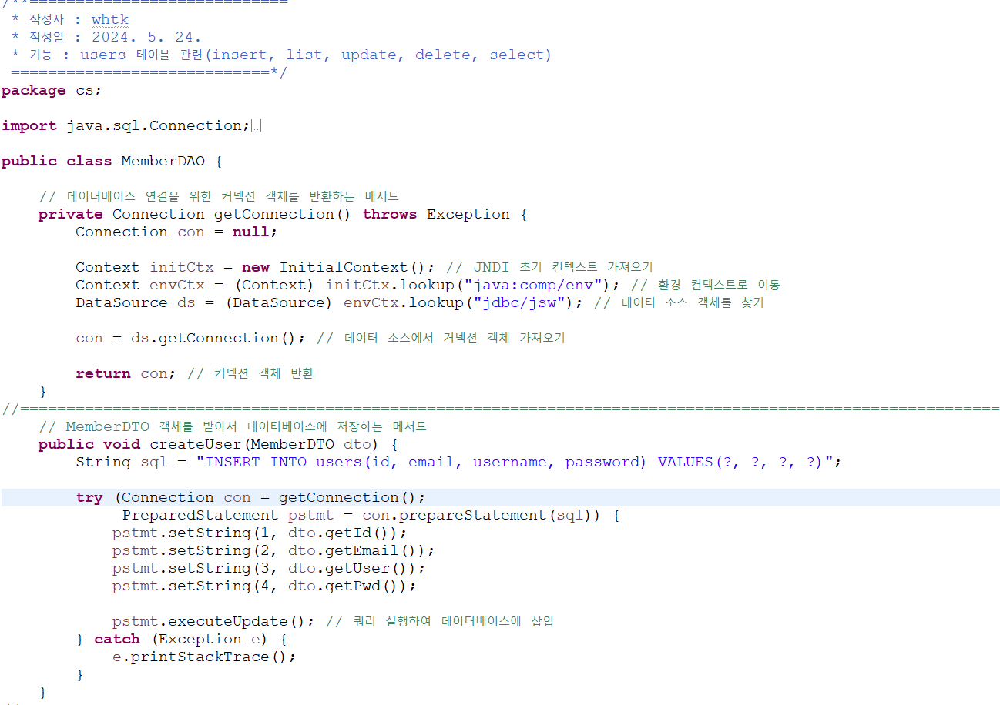 /**============================
* 작성자 : whtk
* 작성일 : 2024. 5. 24.
* 기능 : users 테이블 관련(insert, list, update, delete, select)
============================*/
package cs;
import java.sql.Connection;
public class MemberDAO {
// 데이터베이스 연결을 위한 커넥션 객체를 반환하는 메서드
private Connection getConnection() throws Exception {
Connection con = null;
Context initCtx = new InitialContext(); // JNDI 초기 컨텍스트 가져오기
Context envCtx = (Context) initCtx.lookup("java:comp/env"); // 환경 컨텍스트로 이동
DataSource ds = (DataSource) envCtx.lookup("jdbc/jsw"); // 데이터 소스 객체를 찾기
con = ds.getConnection(); // 데이터 소스에서 커넥션 객체 가져오기
return con; // 커넥션 객체 반환
}
//==========================================================================================================
// MemberDTO 객체를 받아서 데이터베이스에 저장하는 메서드
public void createUser(MemberDTO dto) {
String sql = "INSERT INTO users(id, email, username, password) VALUES(?, ?, ?, ?)";
try (Connection con = getConnection();
PreparedStatement pstmt = con.prepareStatement(sql)) {
pstmt.setString(1, dto.getId());
pstmt.setString(2, dto.getEmail());
pstmt.setString(3, dto.getUser());
pstmt.setString(4, dto.getPwd());
pstmt.executeUpdate(); // 쿼리 실행하여 데이터베이스에 삽입
} catch (Exception e) {
e.printStackTrace();
}
}